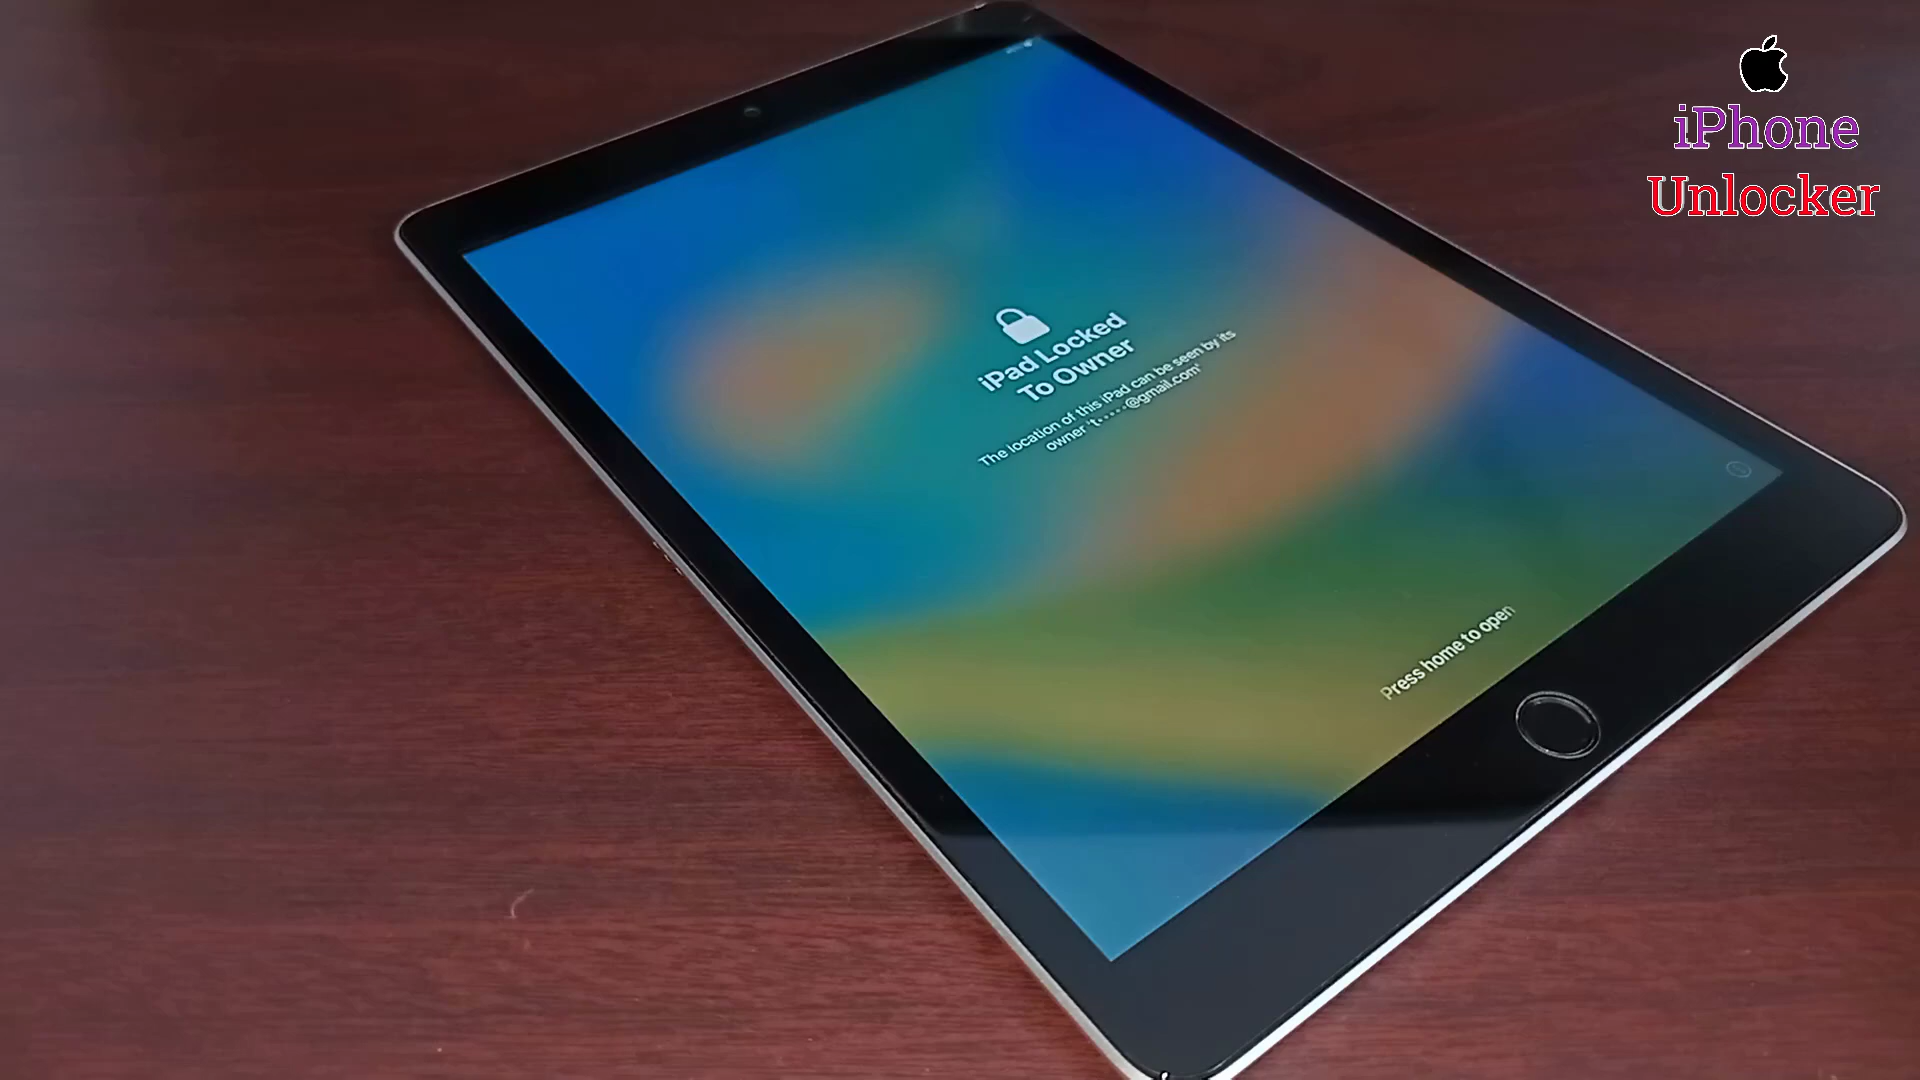 iPhone
Unlocker
iPad Locked
To Owner
The location of this iPad can be seen by its
owner 't•••••@gmail.com'
Press home to open